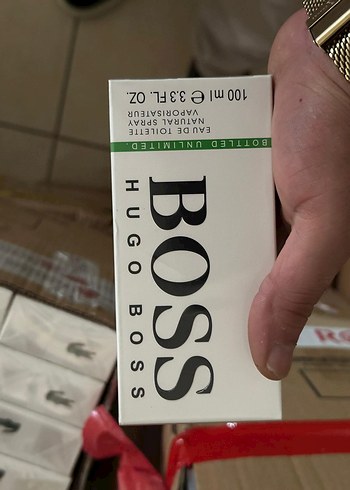 BOSS
HUGO BOSS
BOTTLED UNLIMITED.
EAU DE TOILETTE
NATURAL SPRAY
VAPORISATEUR
100 ml e 3.3 FL. OZ.